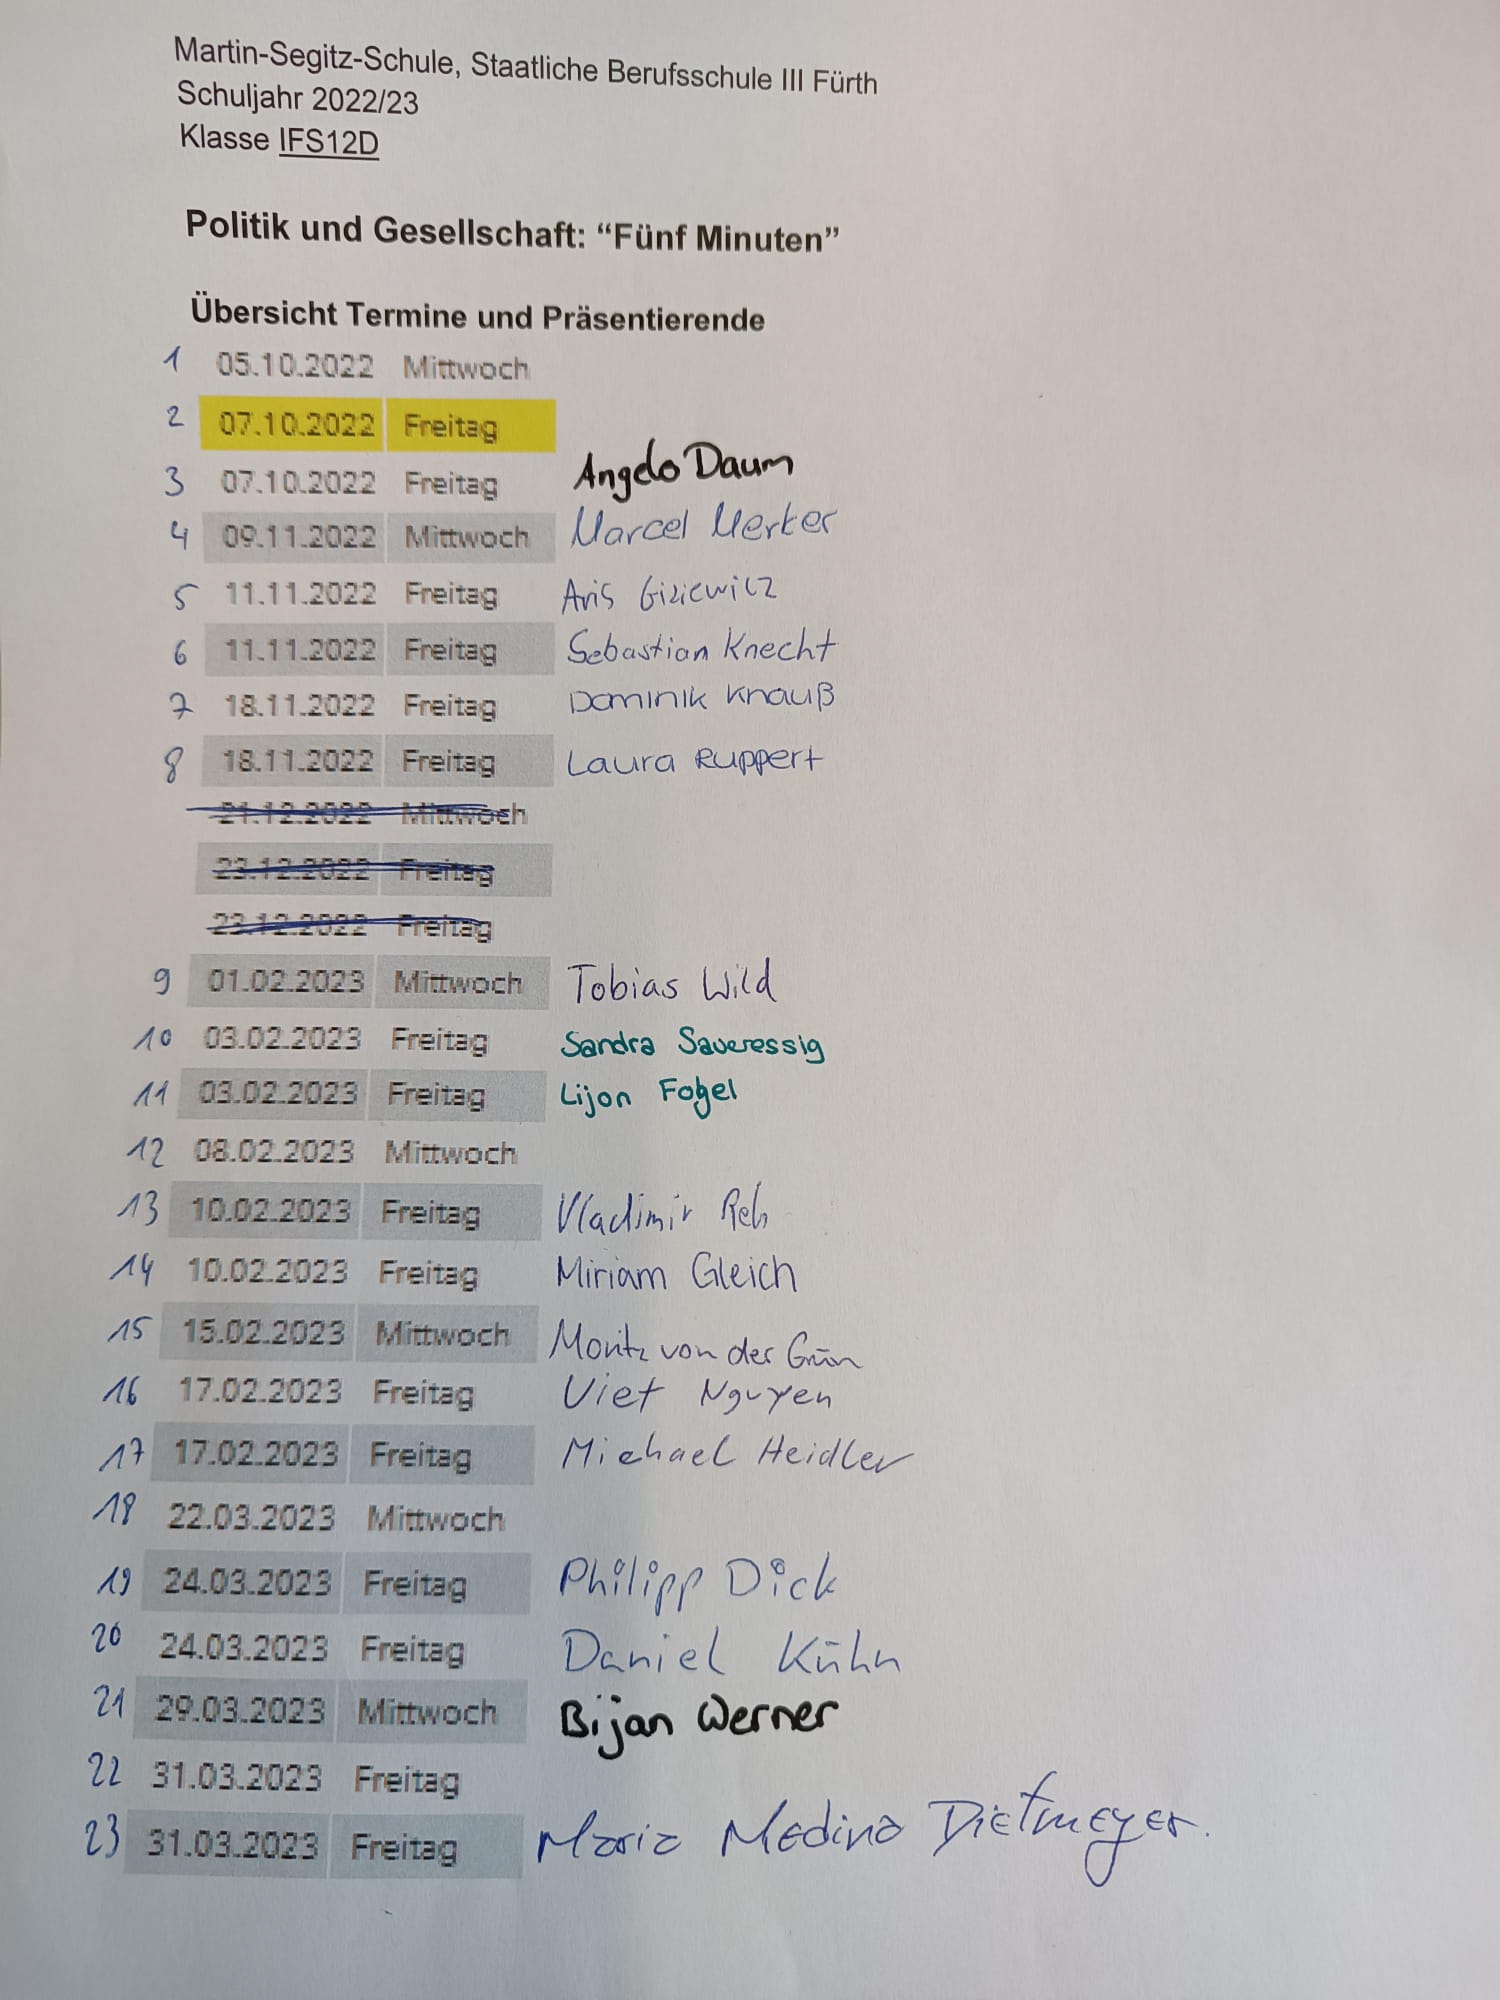 Martin-Segitz-Schule, Staatliche Berufsschule III Fürth
Schuljahr 2022/23
Klasse IFS12D
Politik und Gesellschaft: “Fünf Minuten”
Übersicht Termine und Präsentierende
1 05.10.2022 Mittwoch
2 07.10.2022 Freitag
3 07.10.2022 Freitag Angelo Daum
4 09.11.2022 Mittwoch Marcel Merker
5 11.11.2022 Freitag Aris Giziewicz
6 11.11.2022 Freitag Sebastian Knecht
7 18.11.2022 Freitag Dominik Knauß
8 18.11.2022 Freitag Laura Ruppert
21.12.2022 Mittwoch
23.12.2022 Freitag
23.12.2022 Freitag
9 01.02.2023 Mittwoch Tobias Wild
10 03.02.2023 Freitag Sandra Saueressig
11 03.02.2023 Freitag Lijon Fogel
12 08.02.2023 Mittwoch
13 10.02.2023 Freitag Vladimir
14 10.02.2023 Freitag Miriam Gleich
15 15.02.2023 Mittwoch Moritz von der Grün
16 17.02.2023 Freitag Viet Nguyen
17 17.02.2023 Freitag Michael Heidler
18 22.03.2023 Mittwoch
19 24.03.2023 Freitag Philipp Dick
20 24.03.2023 Freitag Daniel Kühn
21 29.03.2023 Mittwoch Bijan Werner
22 31.03.2023 Freitag
23 31.03.2023 Freitag Maria Medina Dietmeyer.